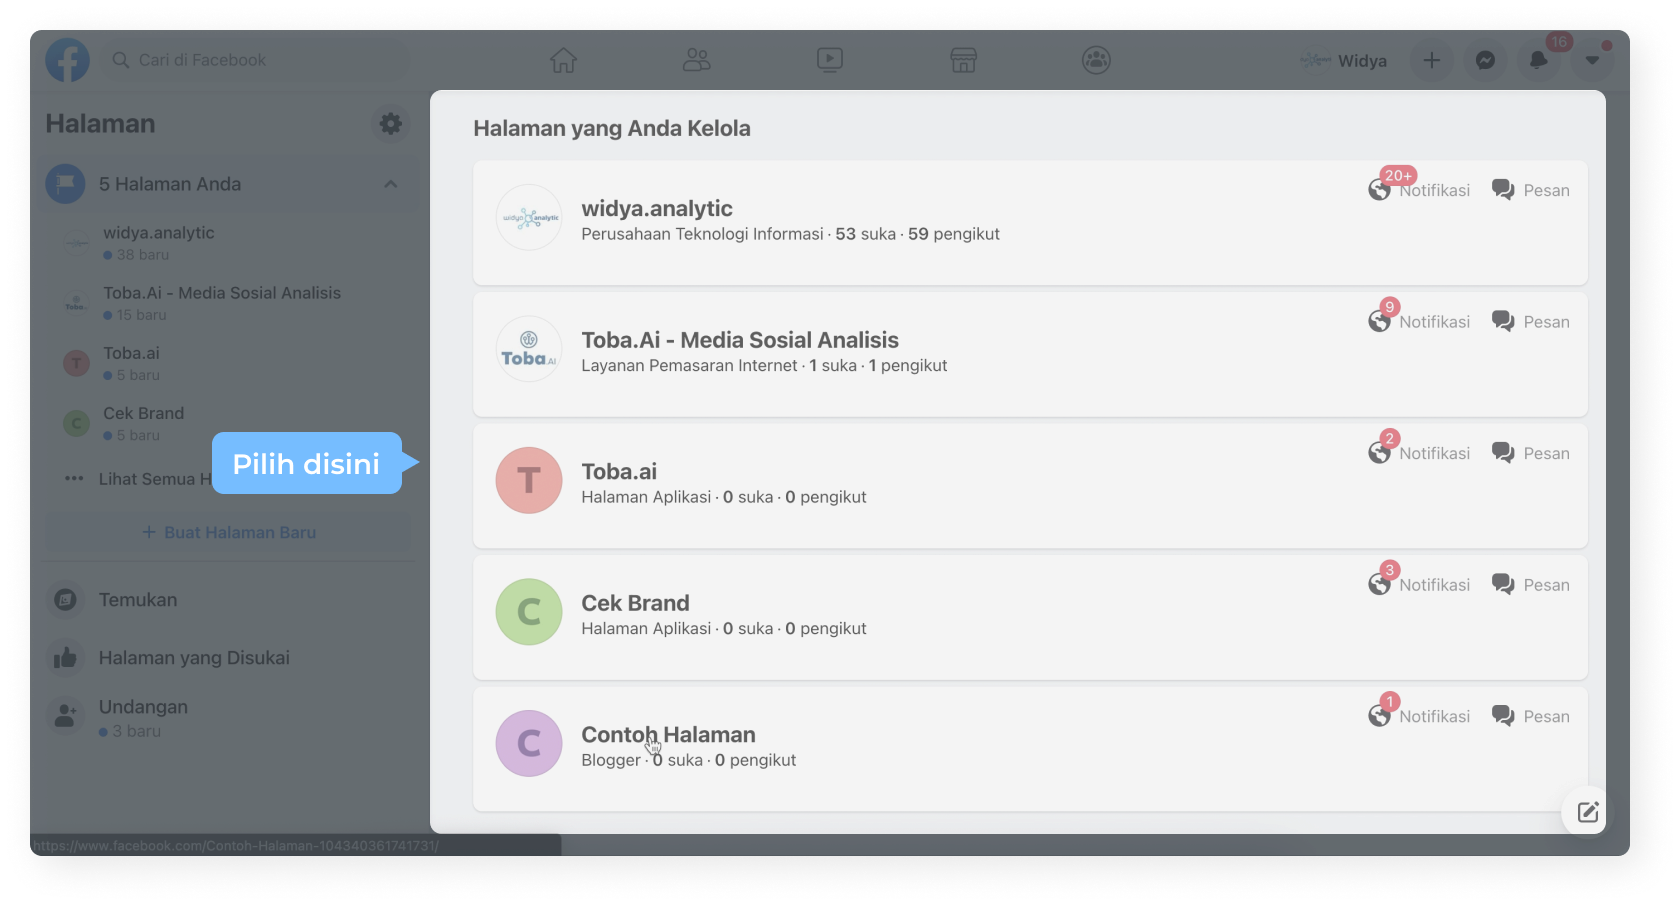 Cari di Facebook
Widya
16
Halaman
5 Halaman Anda
widya.analytic
38 baru
Toba.Ai - Media Sosial Analisis
15 baru
T
Toba.ai
5 baru
C
Cek Brand
5 baru
Lihat Semua H
Pilih disini
+ Buat Halaman Baru
Temukan
Halaman yang Disukai
Undangan
3 baru
Halaman yang Anda Kelola
widya analytic
widya.analytic
Perusahaan Teknologi Informasi · 53 suka · 59 pengikut
20+
Notifikasi
Pesan
Toba AI
Toba.Ai - Media Sosial Analisis
Layanan Pemasaran Internet · 1 suka · 1 pengikut
9
Notifikasi
Pesan
T
Toba.ai
Halaman Aplikasi · 0 suka · 0 pengikut
2
Notifikasi
Pesan
C
Cek Brand
Halaman Aplikasi · 0 suka · 0 pengikut
3
Notifikasi
Pesan
C
Contoh Halaman
Blogger · 0 suka · 0 pengikut
1
Notifikasi
Pesan
https://www.facebook.com/Contoh-Halaman-104340361741731/